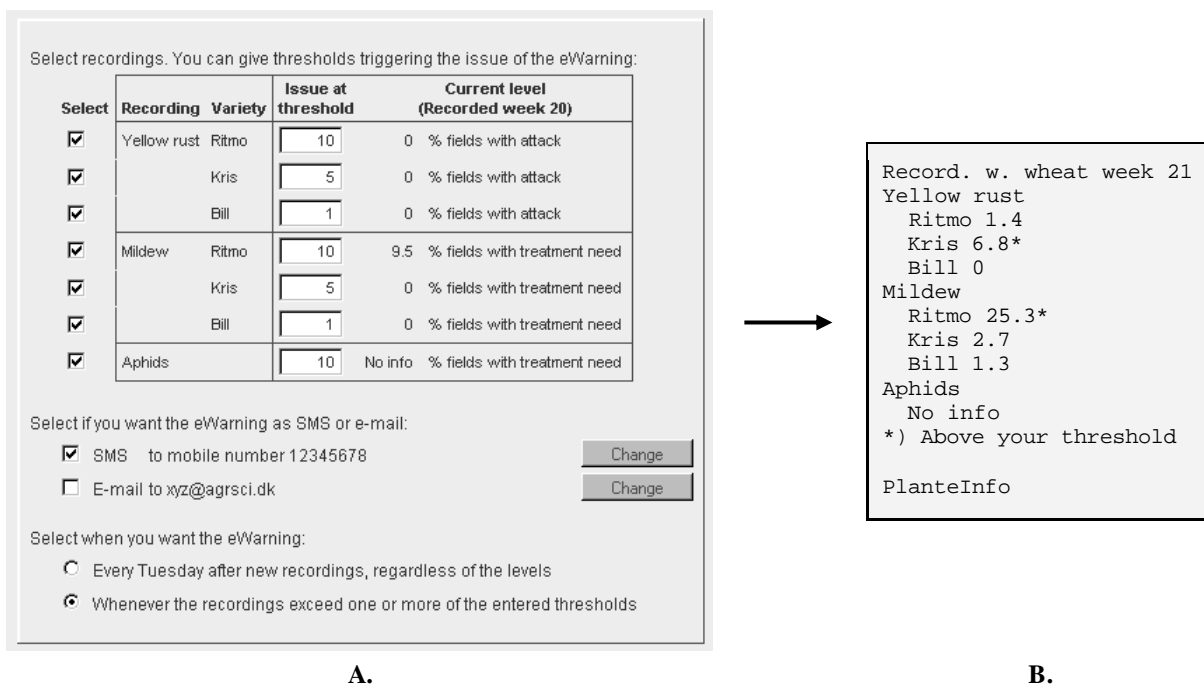 Select recordings. You can give thresholds triggering the issue of the eWarning:
Select Recording Variety Issue at threshold Current level (Recorded week 20)
Yellow rust Ritmo 10 0 % fields with attack
Kris 5 0 % fields with attack
Bill 1 0 % fields with attack
Mildew Ritmo 10 9.5 % fields with treatment need
Kris 5 0 % fields with treatment need
Bill 1 0 % fields with treatment need
Aphids 10 No info % fields with treatment need
Select if you want the eWarning as SMS or e-mail:
SMS to mobile number 12345678 Change
E-mail to xyz@agrsci.dk Change
Select when you want the eWarning:
Every Tuesday after new recordings, regardless of the levels
Whenever the recordings exceed one or more of the entered thresholds
A.
Record. w. wheat week 21
Yellow rust
Ritmo 1.4
Kris 6.8*
Bill 0
Mildew
Ritmo 25.3*
Kris 2.7
Bill 1.3
Aphids
No info
*) Above your threshold
PlanteInfo
B.